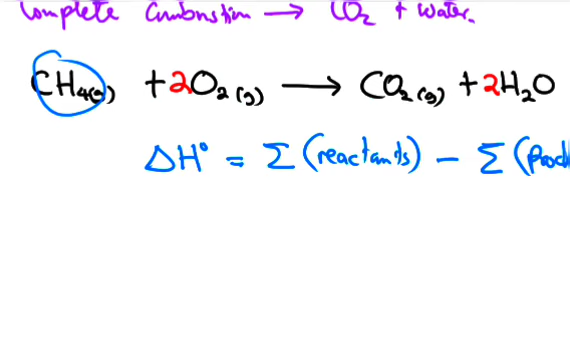 Complete Combustion → CO₂ + water.
CH₄(g) + 2O₂(g) → CO₂(g) + 2H₂O
ΔH° = Σ (reactants) − Σ (prod